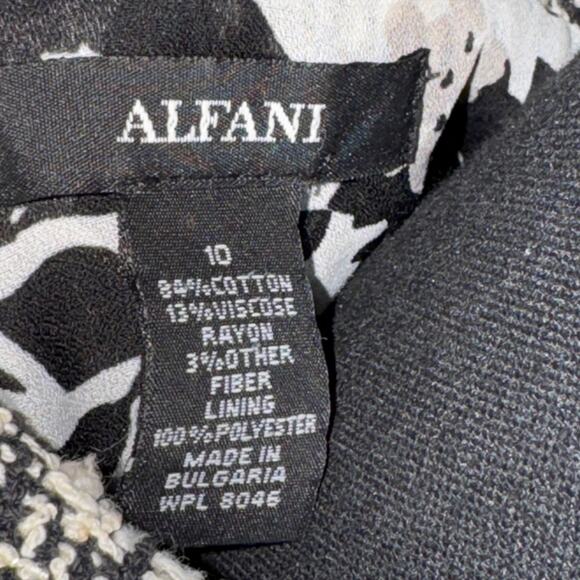 ALFANI
10
84%COTTON
13%VISCOSE
RAYON
3%OTHER
FIBER
LINING
100%POLYESTER
MADE IN
BULGARIA
WPL 8046